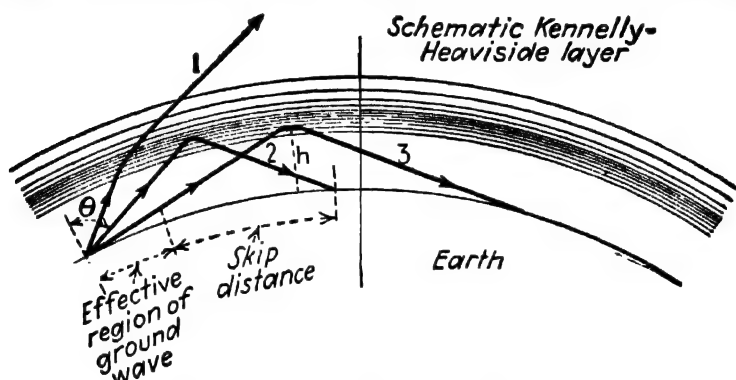 Schematic Kennelly-
Heaviside layer
1
2
h
3
θ
Skip
distance
Earth
Effective
region of
ground
wave